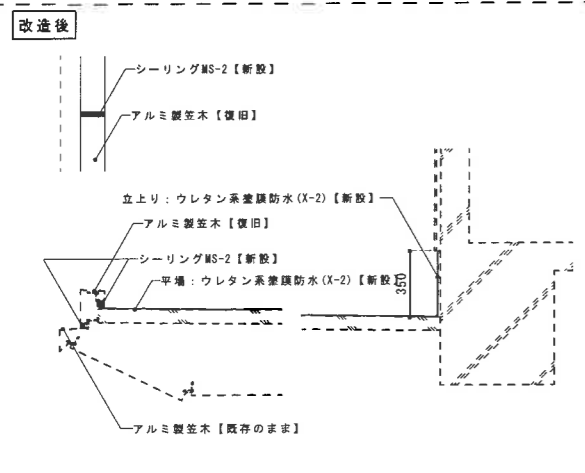 改造後
シーリングMS-2【新設】
アルミ製笠木【復旧】
立上り：ウレタン系塗膜防水(X-2)【新設】
アルミ製笠木【復旧】
シーリングMS-2【新設】
平場：ウレタン系塗膜防水(X-2)【新設】
350
アルミ製笠木【既存のまま】